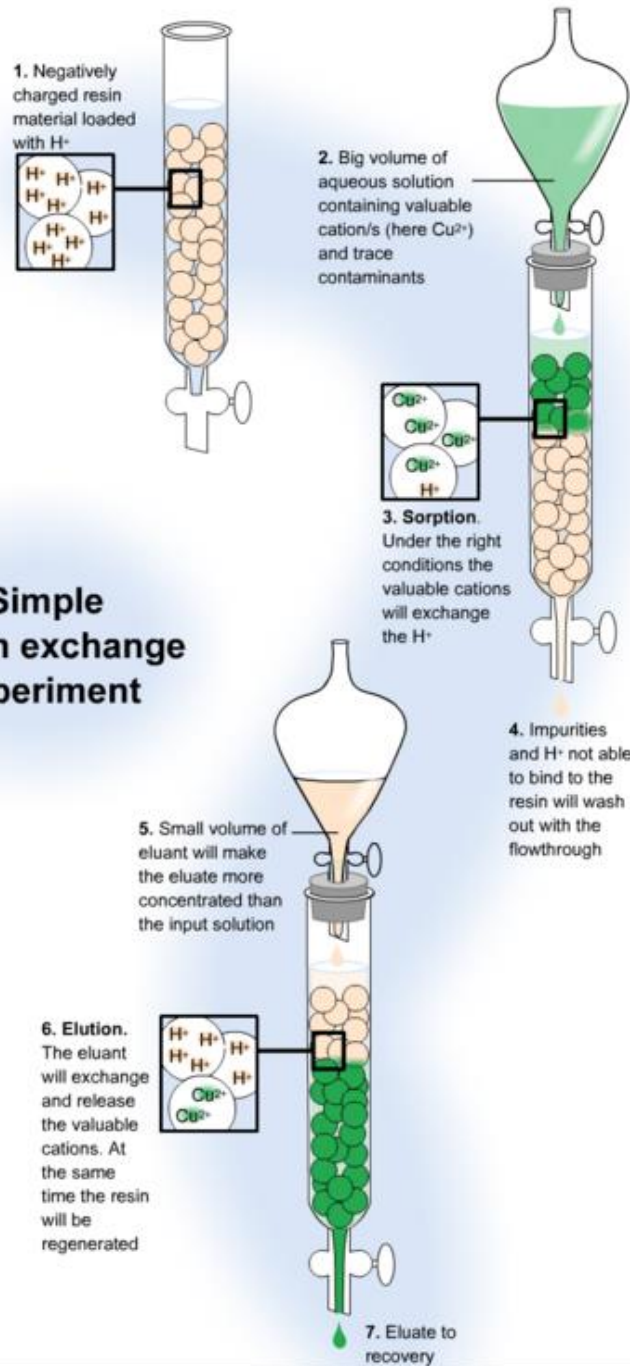 1. Negatively
charged resin
material loaded
with H⁺
H⁺ H⁺ H⁺
H⁺ H⁺ H⁺
H⁺ H⁺
H⁺ H⁺
2. Big volume of
aqueous solution
containing valuable
cation/s (here Cu²⁺)
and trace
contaminants
Cu²⁺
Cu²⁺ Cu²⁺
Cu²⁺
H⁺
3. Sorption.
Under the right
conditions the
valuable cations
will exchange
the H⁺
Simple
n exchange
periment
4. Impurities
and H⁺ not able
to bind to the
resin will wash
out with the
flowthrough
5. Small volume of
eluant will make
the eluate more
concentrated than
the input solution
6. Elution.
The eluant
will exchange
and release
the valuable
cations. At
the same
time the resin
will be
regenerated
H⁺ H⁺ H⁺
H⁺ H⁺
H⁺
Cu²⁺
Cu²⁺
7. Eluate to
recovery